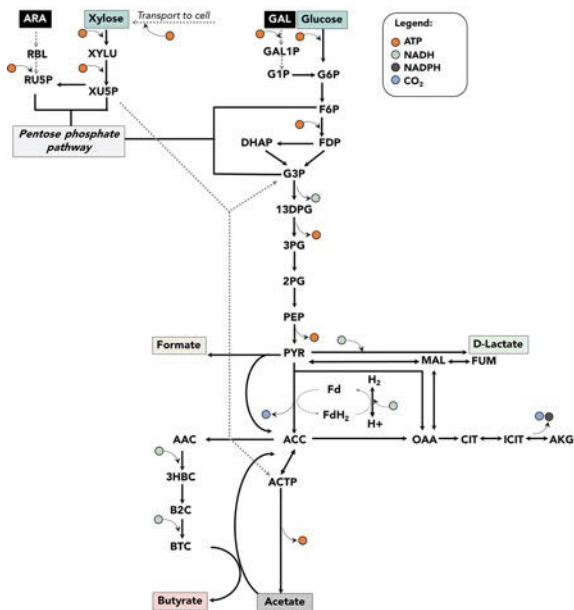 ARA
Xylose
Transport to cell
GAL
Glucose
Legend:
ATP
NADH
NADPH
CO₂
RBL
XYLU
GAL1P
RU5P
XU5P
G1P
G6P
F6P
Pentose phosphate
pathway
DHAP
FDP
G3P
13DPG
3PG
2PG
PEP
Formate
PYR
D-Lactate
MAL
FUM
Fd
H₂
FdH₂
H+
AAC
ACC
OAA
CIT
ICIT
AKG
3HBC
ACTP
B2C
BTC
Butyrate
Acetate